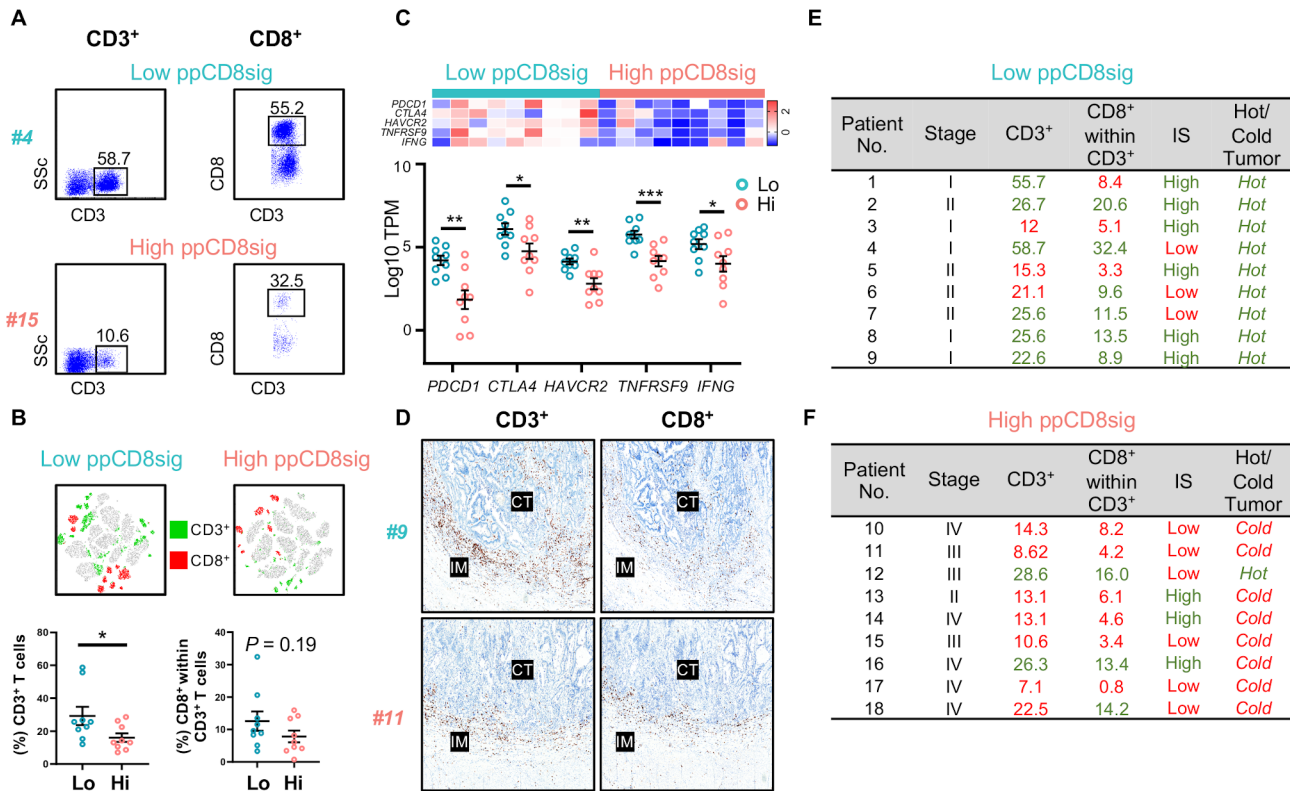 A
CD3+
CD8+
Low ppCD8sig
#4
SSc
58.7
CD3
CD8
55.2
CD3
High ppCD8sig
#15
SSc
10.6
CD3
CD8
32.5
CD3
B
Low ppCD8sig
High ppCD8sig
CD3+
CD8+
(%) CD3+ T cells
80
60
40
20
0
*
Lo
Hi
(%) CD8+ within
CD3+ T cells
40
30
20
10
0
P = 0.19
Lo
Hi
C
Low ppCD8sig
High ppCD8sig
PDCD1
CTLA4
HAVCR2
TNFRSF9
IFNG
2
0
Log10 TPM
10
5
0
**
*
**
***
*
Lo
Hi
PDCD1 CTLA4 HAVCR2 TNFRSF9 IFNG
D
CD3+
CD8+
#9
CT
IM
CT
IM
#11
CT
IM
CT
IM
E
Low ppCD8sig
Patient No. Stage CD3+ CD8+ within CD3+ IS Hot/ Cold Tumor
1 I 55.7 8.4 High Hot
2 II 26.7 20.6 High Hot
3 I 12 5.1 High Hot
4 I 58.7 32.4 Low Hot
5 II 15.3 3.3 High Hot
6 II 21.1 9.6 Low Hot
7 II 25.6 11.5 Low Hot
8 I 25.6 13.5 High Hot
9 I 22.6 8.9 High Hot
F
High ppCD8sig
Patient No. Stage CD3+ CD8+ within CD3+ IS Hot/ Cold Tumor
10 IV 14.3 8.2 Low Cold
11 III 8.62 4.2 Low Cold
12 III 28.6 16.0 Low Hot
13 II 13.1 6.1 High Cold
14 IV 13.1 4.6 High Cold
15 III 10.6 3.4 Low Cold
16 IV 26.3 13.4 High Cold
17 IV 7.1 0.8 Low Cold
18 IV 22.5 14.2 Low Cold